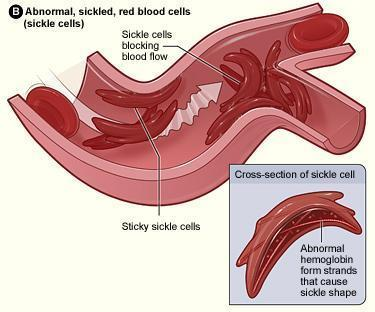 B Abnormal, sickled, red blood cells
(sickle cells)
Sickle cells
blocking
blood flow
Sticky sickle cells
Cross-section of sickle cell
Abnormal
hemoglobin
form strands
that cause
sickle shape